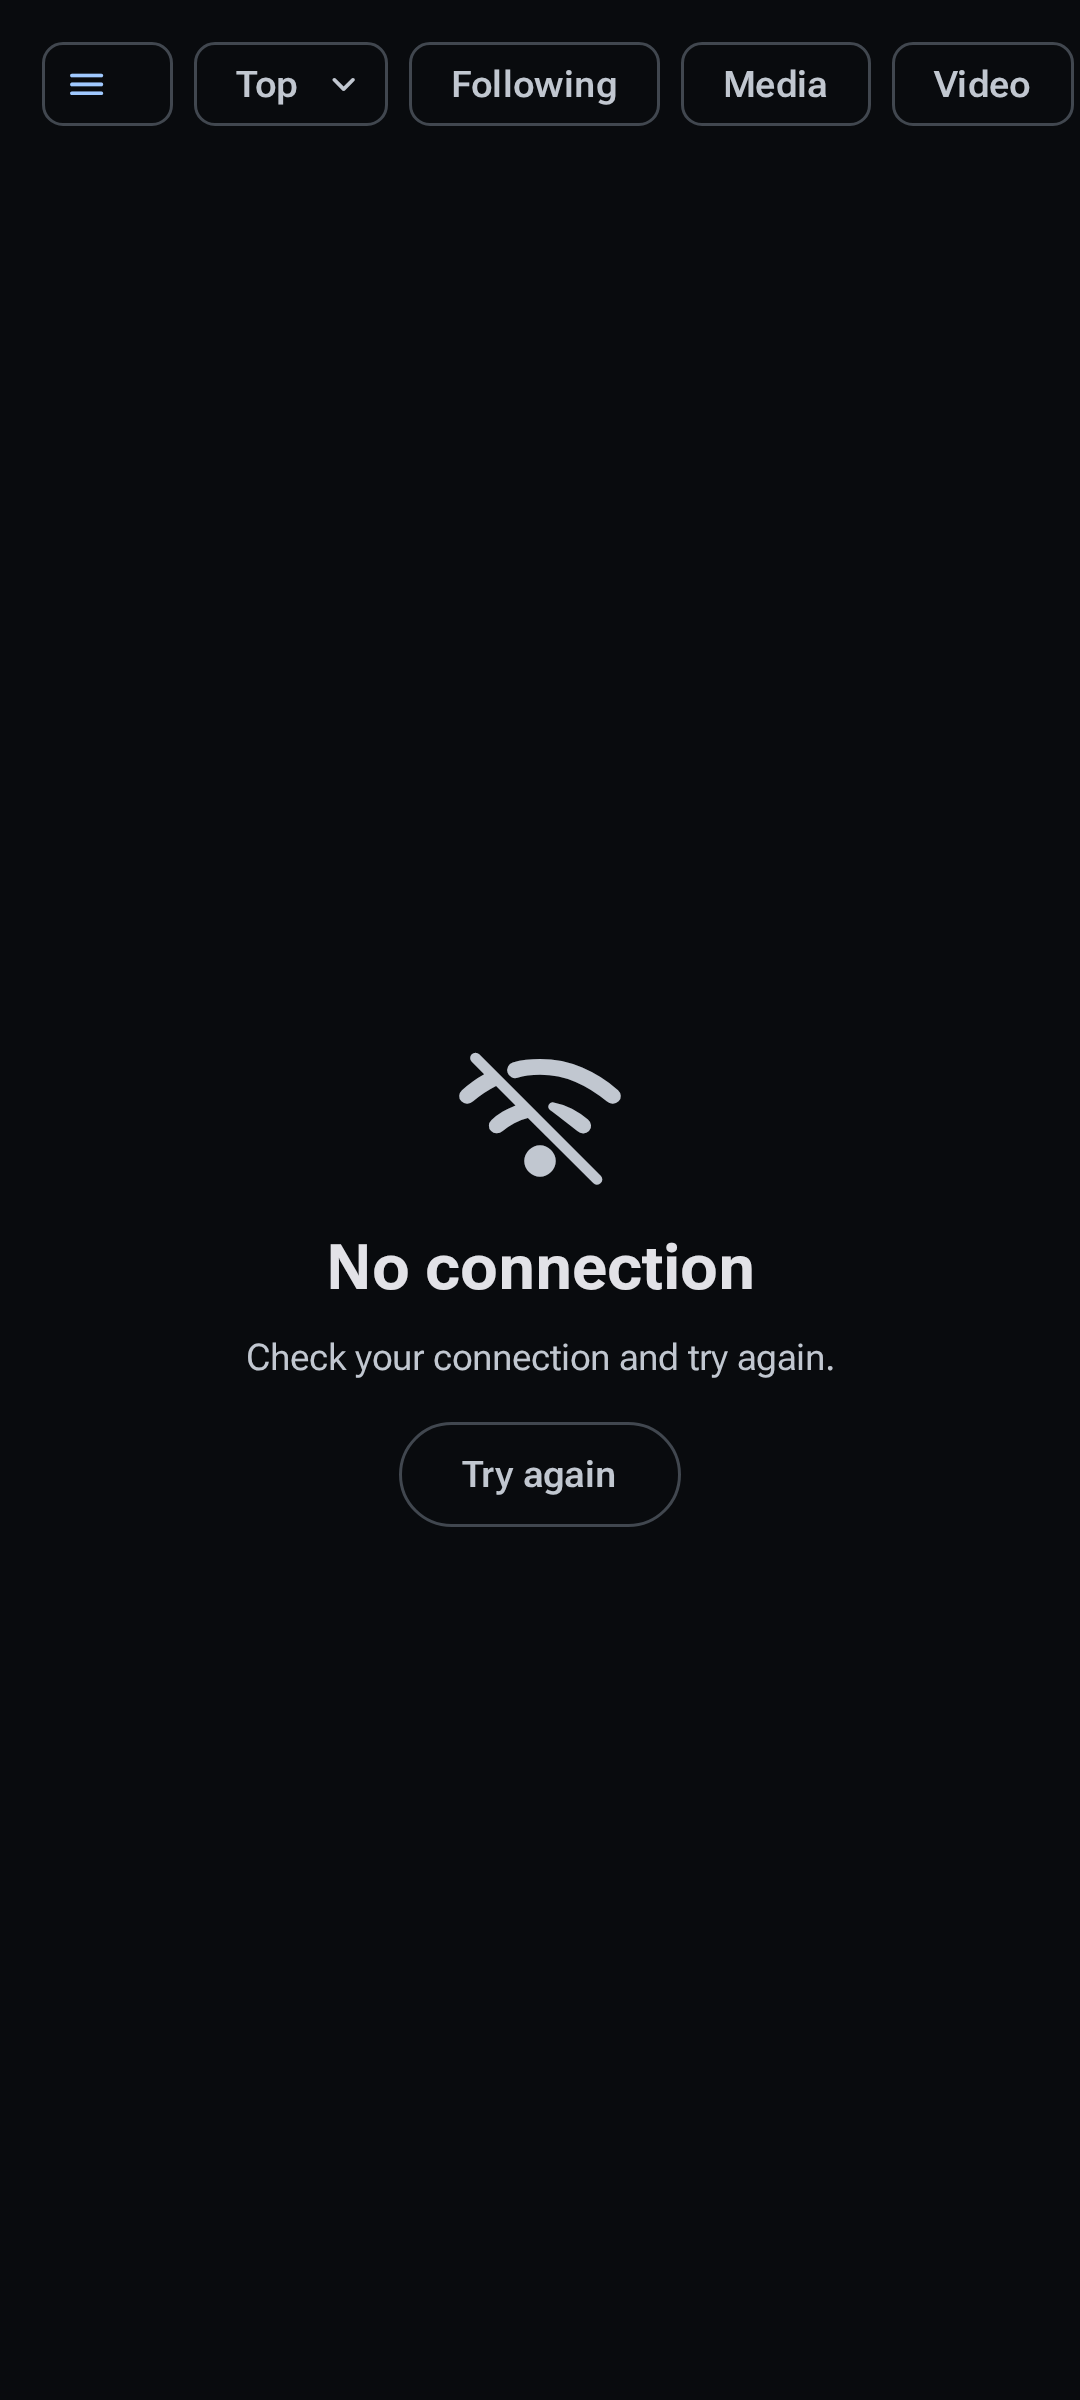 Top
Following
Media
Video
No connection
Check your connection and try again.
Try again